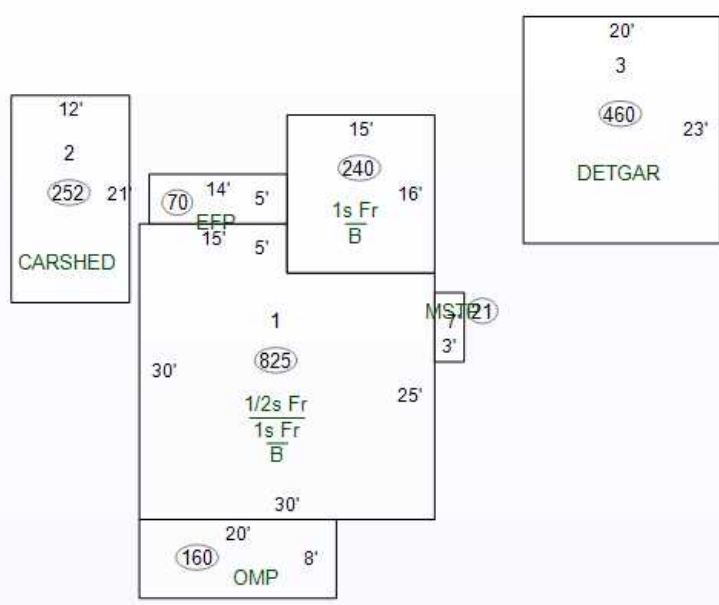 12'
2
252
21'
CARSHED
70
14'
5'
EFP
15'
240
16'
1s Fr
B
20'
3
460
23'
DETGAR
15'
5'
1
825
30'
25'
1/2s Fr
1s Fr
B
30'
MSTP
21
7'
3'
20'
160
8'
OMP